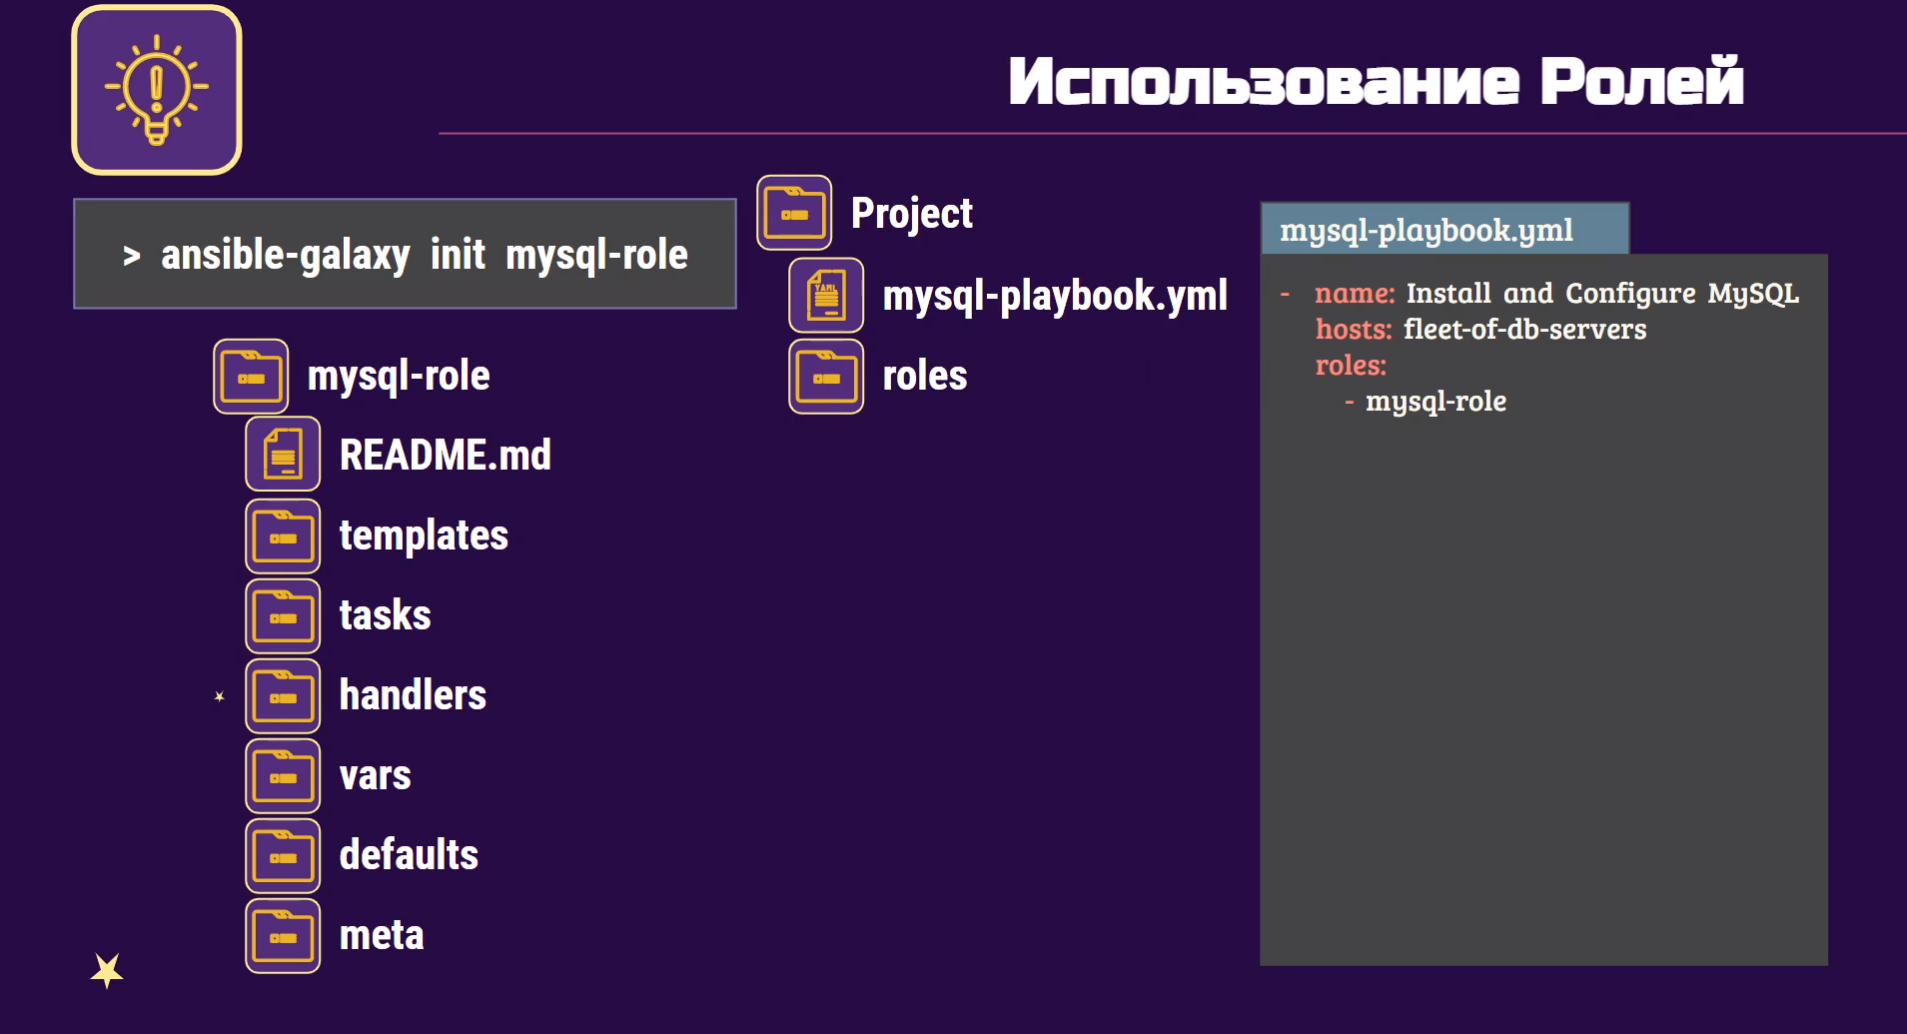 Использование Ролей
> ansible-galaxy init mysql-role
mysql-role
README.md
templates
tasks
handlers
vars
defaults
meta
Project
mysql-playbook.yml
roles
mysql-playbook.yml
- name: Install and Configure MySQL
hosts: fleet-of-db-servers
roles:
- mysql-role